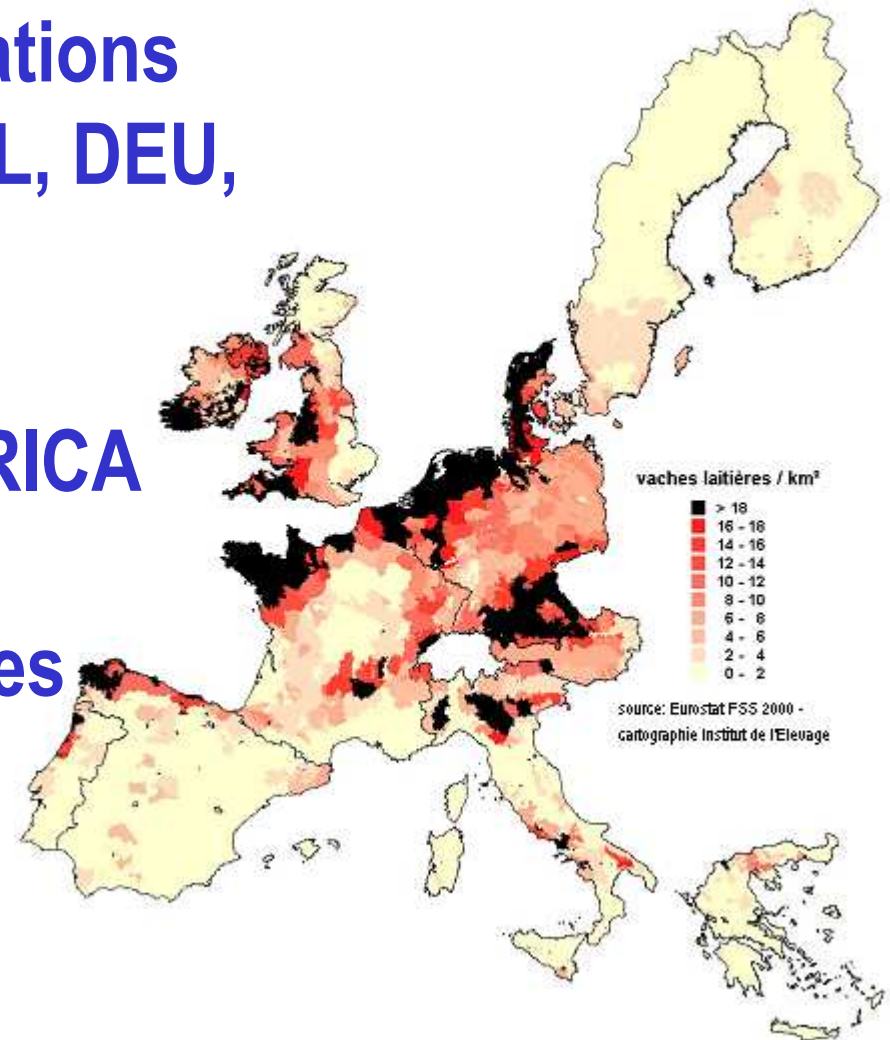 ations
L, DEU,
RICA
es
vaches laitières / km²
> 18
16 - 18
14 - 16
12 - 14
10 - 12
8 - 10
6 - 8
4 - 6
2 - 4
0 - 2
source: Eurostat FSS 2000 -
cartographie Institut de l'Elevage